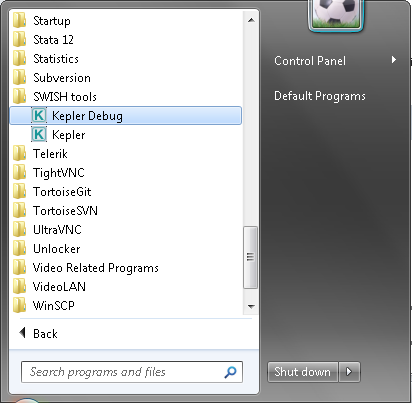 Startup
Stata 12
Statistics
Subversion
SWISH tools
K Kepler Debug
K Kepler
Telerik
TightVNC
TortoiseGit
TortoiseSVN
UltraVNC
Unlocker
Video Related Programs
VideoLAN
WinSCP
Back
Search programs and files
Control Panel
Default Programs
Shut down